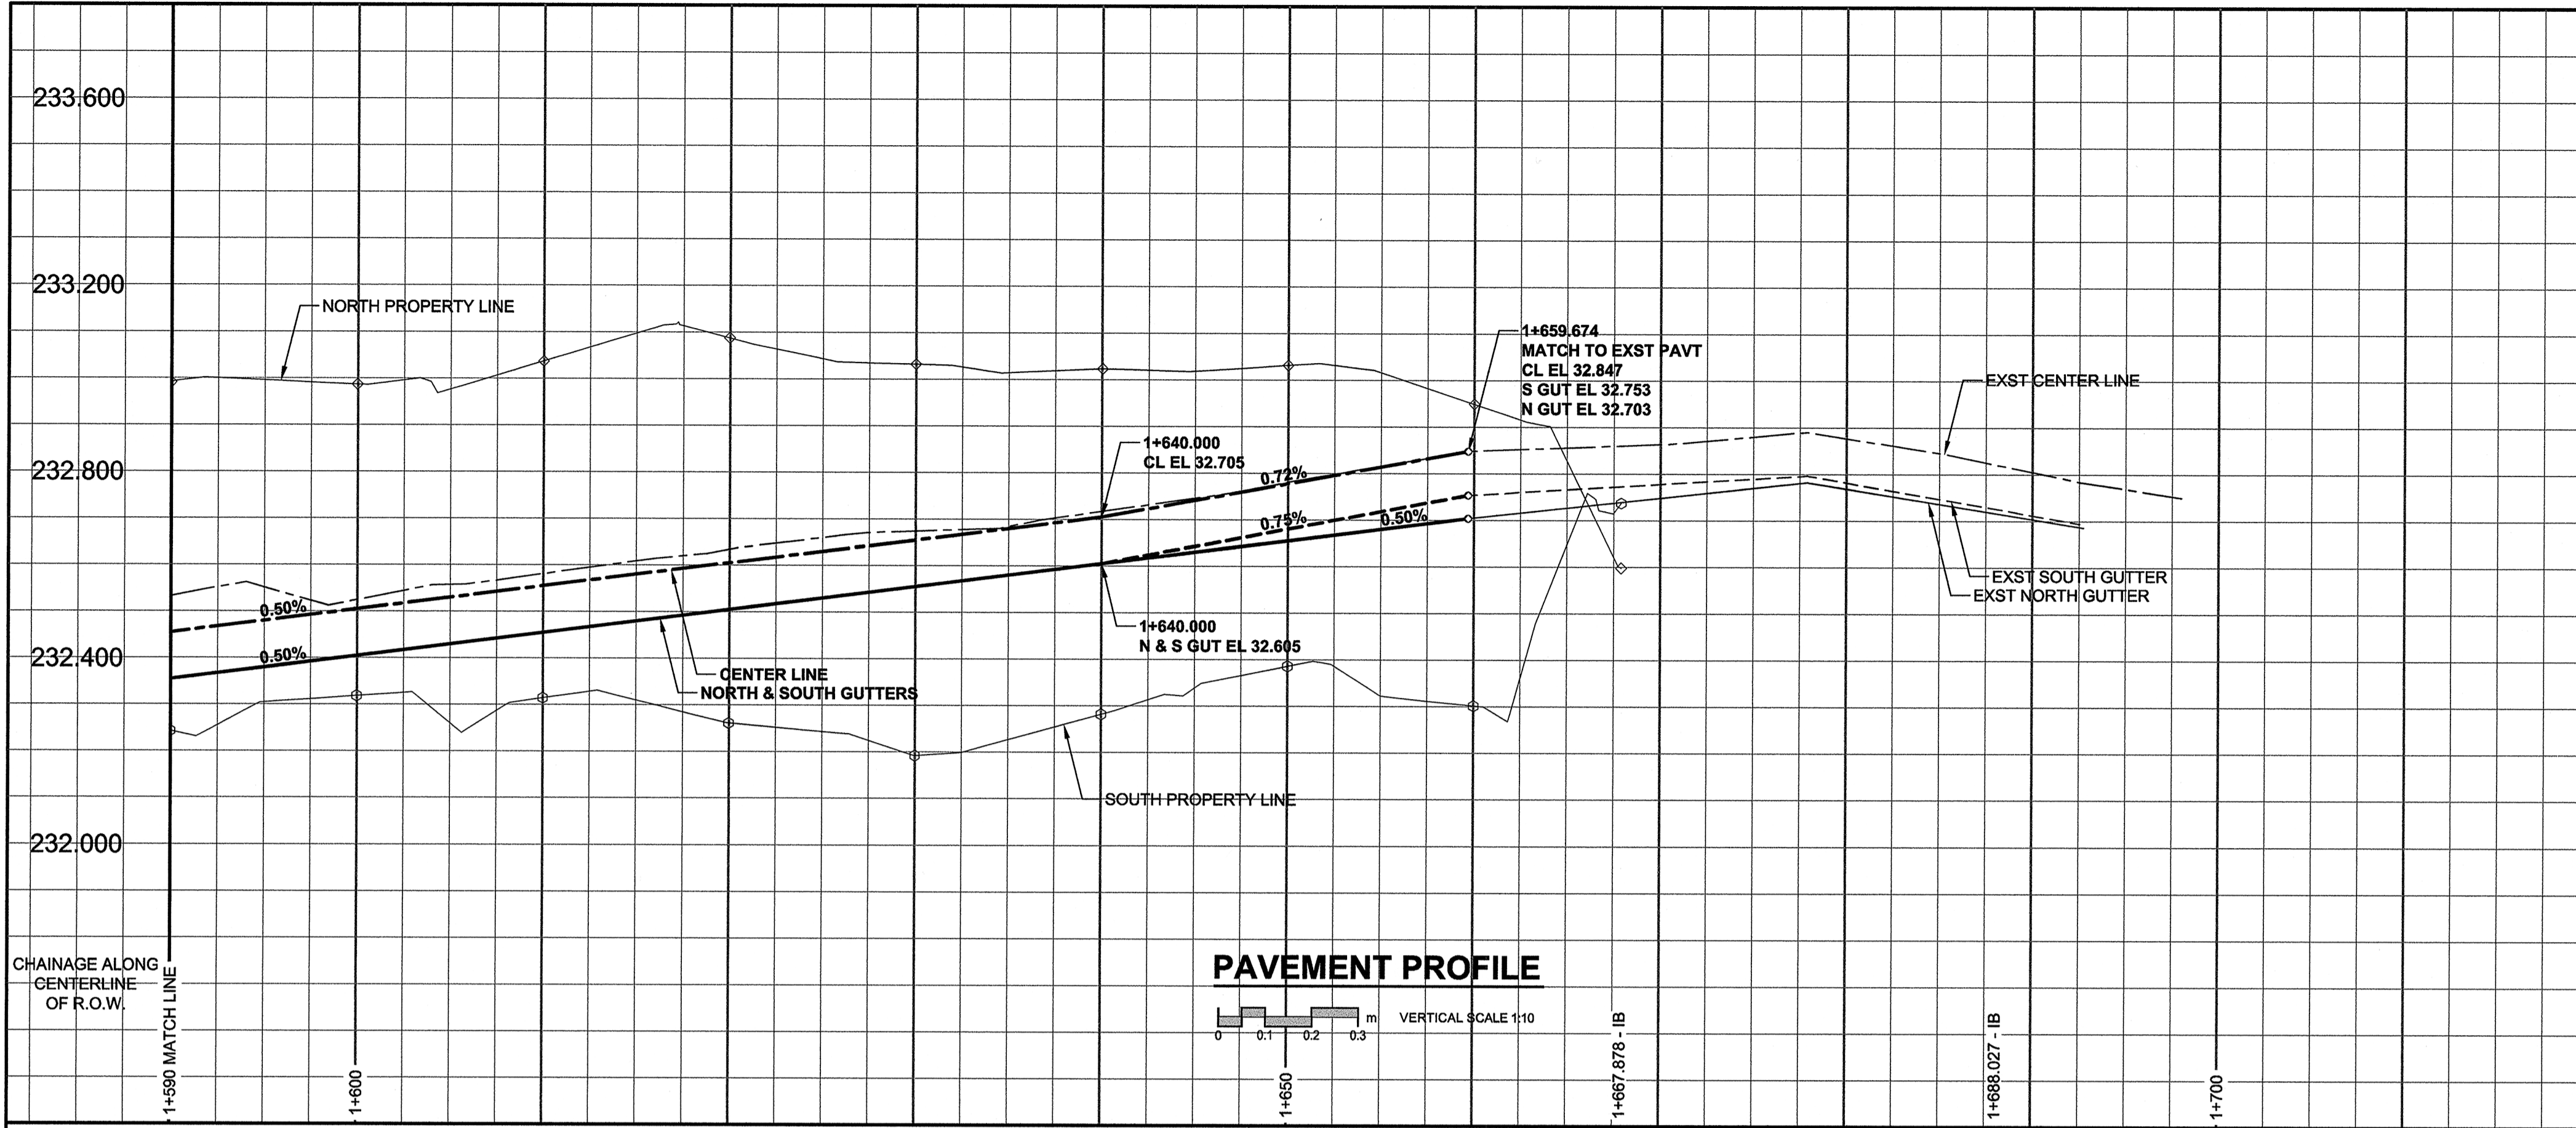 233.600
233.200
NORTH PROPERTY LINE
1+659.674
MATCH TO EXST PAVT
CL EL 32.847
S GUT EL 32.753
N GUT EL 32.703
EXST CENTER LINE
1+640.000
CL EL 32.705
232.800
0.72%
0.75%
0.50%
EXST SOUTH GUTTER
EXST NORTH GUTTER
0.50%
1+640.000
N & S GUT EL 32.605
232.400
0.50%
CENTER LINE
NORTH & SOUTH GUTTERS
SOUTH PROPERTY LINE
232.000
CHAINAGE ALONG
CENTERLINE
OF R.O.W.
PAVEMENT PROFILE
m VERTICAL SCALE 1:10
0 0.1 0.2 0.3
1+590 MATCH LINE
1+600
1+650
1+667.878 - IB
1+688.027 - IB
1+700